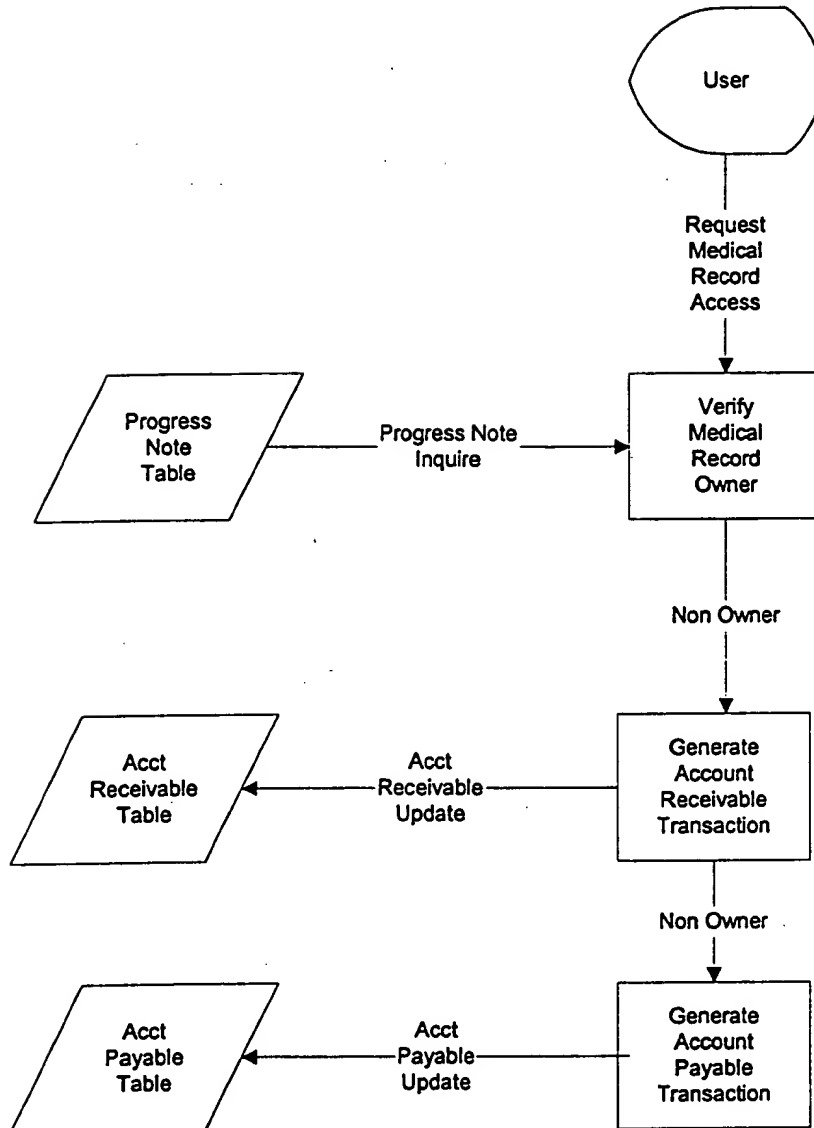 User
Request
Medical
Record
Access
Progress
Note
Table
Progress Note
Inquire
Verify
Medical
Record
Owner
Non Owner
Acct
Receivable
Table
Acct
Receivable
Update
Generate
Account
Receivable
Transaction
Non Owner
Acct
Payable
Table
Acct
Payable
Update
Generate
Account
Payable
Transaction